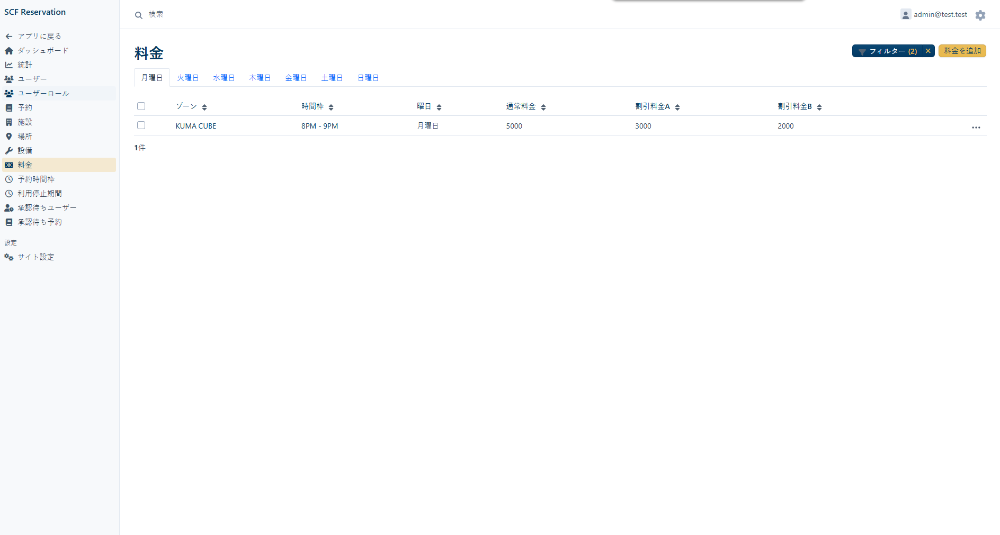 SCF Reservation
検索
admin@test.test
アプリに戻る
ダッシュボード
統計
ユーザー
ユーザーロール
予約
施設
場所
設備
料金
予約時間枠
利用停止期間
承認待ちユーザー
承認待ち予約
設定
サイト設定
料金
フィルター (2)
料金を追加
月曜日 火曜日 水曜日 木曜日 金曜日 土曜日 日曜日
ゾーン 時間枠 曜日 通常料金 割引料金A 割引料金B
KUMA CUBE 8PM - 9PM 月曜日 5000 3000 2000
1件